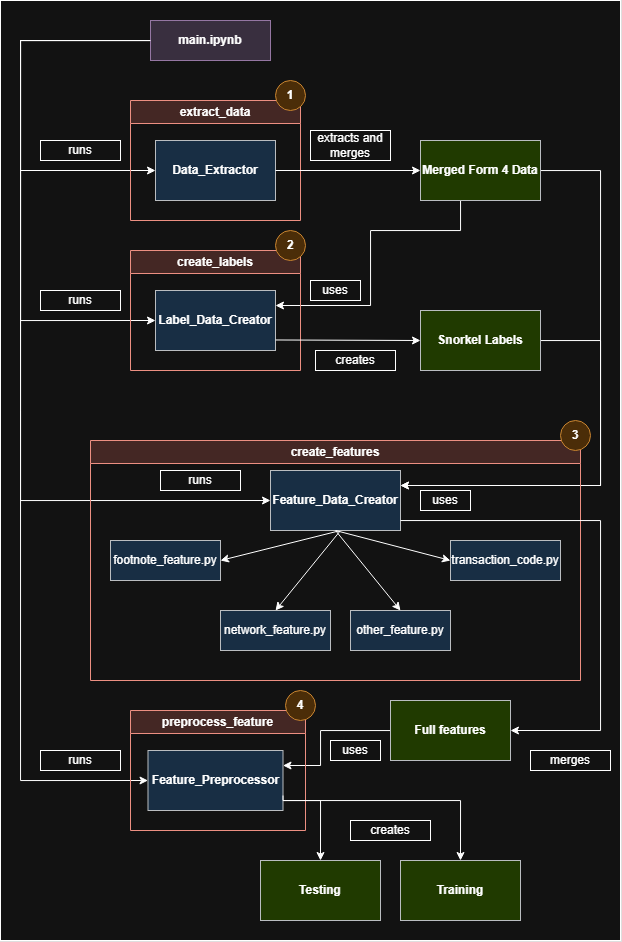 main.ipynb
1
extract_data
runs
Data_Extractor
extracts and
merges
Merged Form 4 Data
2
create_labels
runs
Label_Data_Creator
uses
creates
Snorkel Labels
3
create_features
runs
Feature_Data_Creator
uses
footnote_feature.py
transaction_code.py
network_feature.py
other_feature.py
4
preprocess_feature
runs
Feature_Preprocessor
uses
Full features
merges
creates
Testing
Training